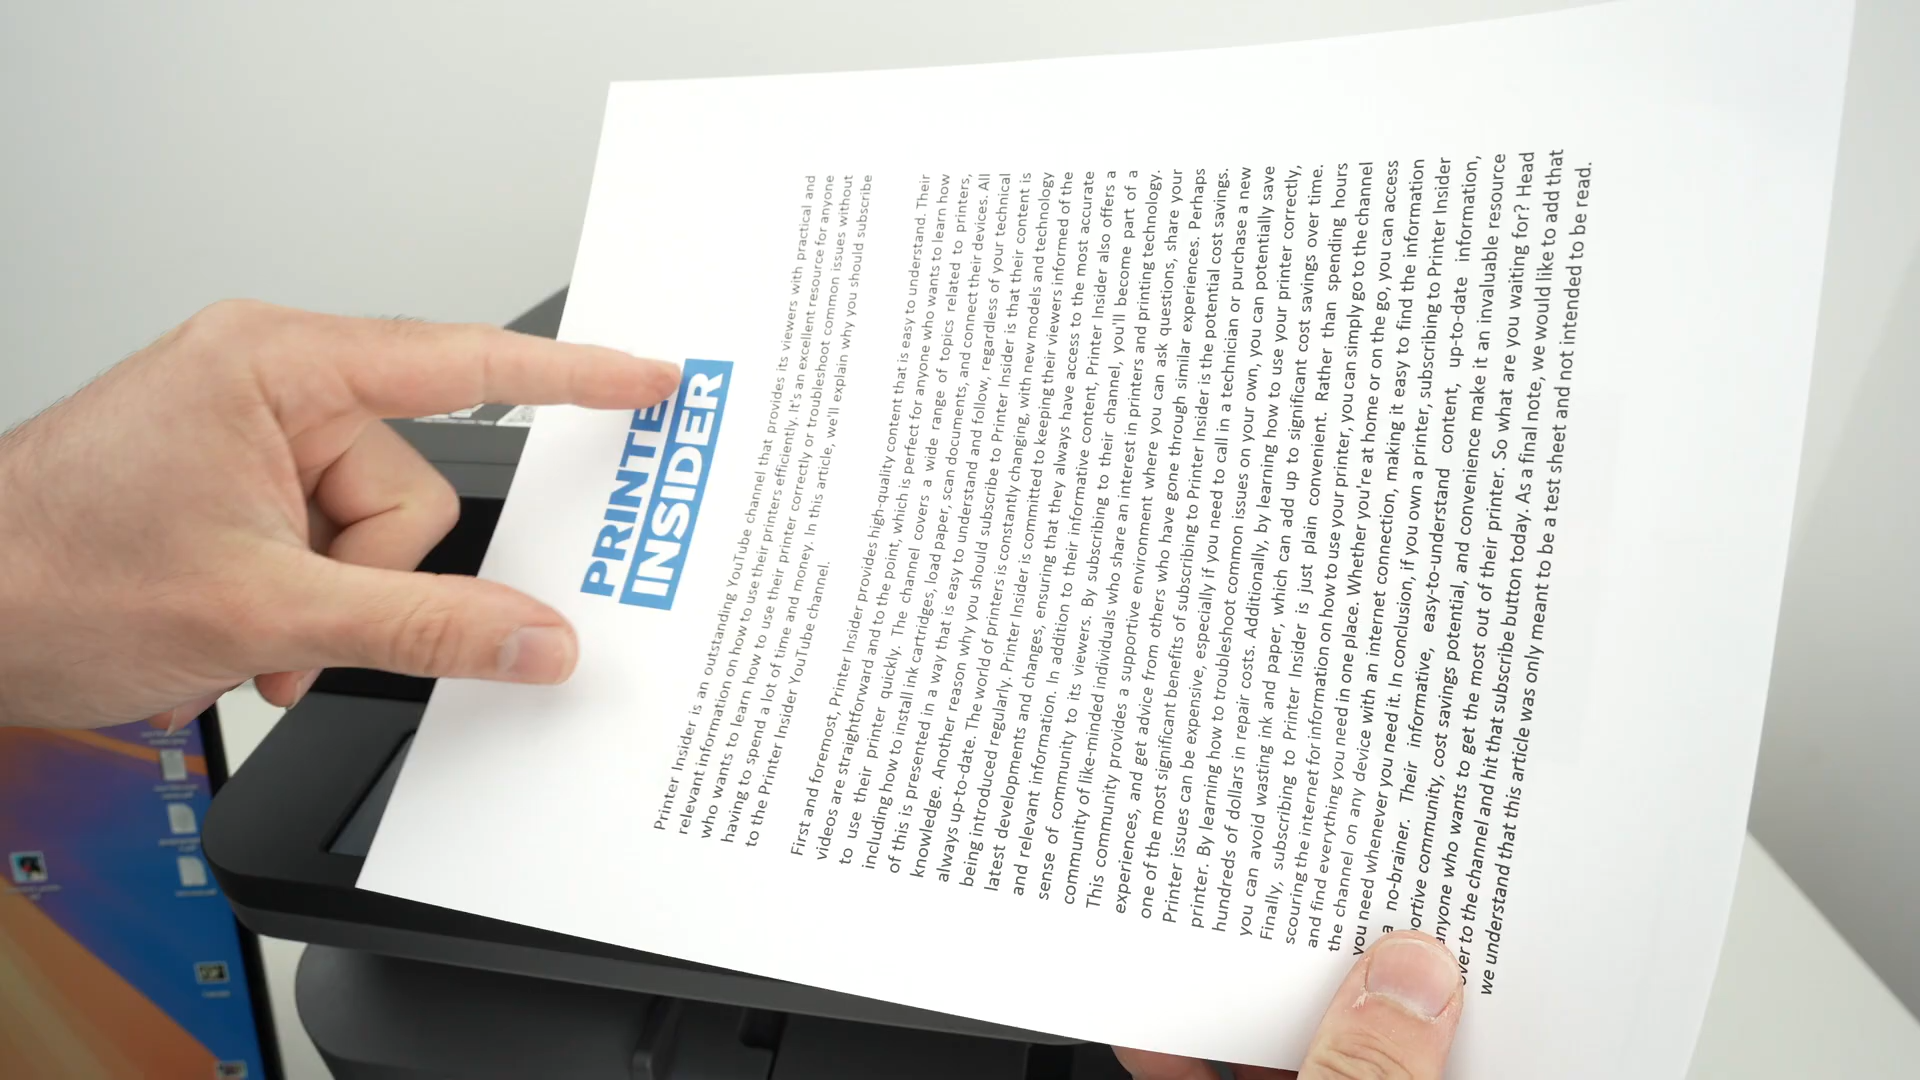 PRINTE
INSIDER
Printer Insider is an outstanding YouTube channel that provides its viewers with practical and
relevant information on how to use their printers efficiently. It's an excellent resource for anyone
who wants to learn how to use their printer correctly or troubleshoot common issues without
having to spend a lot of time and money. In this article, we'll explain why you should subscribe
to the Printer Insider YouTube channel.
First and foremost, Printer Insider provides high-quality content that is easy to understand. Their
videos are straightforward and to the point, which is perfect for anyone who wants to learn how
to use their printer quickly. The channel covers a wide range of topics related to printers,
including how to install ink cartridges, load paper, scan documents, and connect their devices. All
of this is presented in a way that is easy to understand and follow, regardless of your technical
knowledge. Another reason why you should subscribe to Printer Insider is that their content is
always up-to-date. The world of printers is constantly changing, with new models and technology
being introduced regularly. Printer Insider is committed to keeping their viewers informed of the
latest developments and changes, ensuring that they always have access to the most accurate
and relevant information. In addition to their informative content, Printer Insider also offers a
sense of community to its viewers. By subscribing to their channel, you'll become part of a
community of like-minded individuals who share an interest in printers and printing technology.
This community provides a supportive environment where you can ask questions, share your
experiences, and get advice from others who have gone through similar experiences. Perhaps
one of the most significant benefits of subscribing to Printer Insider is the potential cost savings.
Printer issues can be expensive, especially if you need to call in a technician or purchase a new
printer. By learning how to troubleshoot common issues on your own, you can potentially save
hundreds of dollars in repair costs. Additionally, by learning how to use your printer correctly,
you can avoid wasting ink and paper, which can add up to significant cost savings over time.
Finally, subscribing to Printer Insider is just plain convenient. Rather than spending hours
scouring the internet for information on how to use your printer, you can simply go to the channel
and find everything you need in one place. Whether you're at home or on the go, you can access
the channel on any device with an internet connection, making it easy to find the information
you need whenever you need it. In conclusion, if you own a printer, subscribing to Printer Insider
a no-brainer. Their informative, easy-to-understand content, up-to-date information,
ortive community, cost savings potential, and convenience make it an invaluable resource
anyone who wants to get the most out of their printer. So what are you waiting for? Head
over to the channel and hit that subscribe button today. As a final note, we would like to add that
we understand that this article was only meant to be a test sheet and not intended to be read.